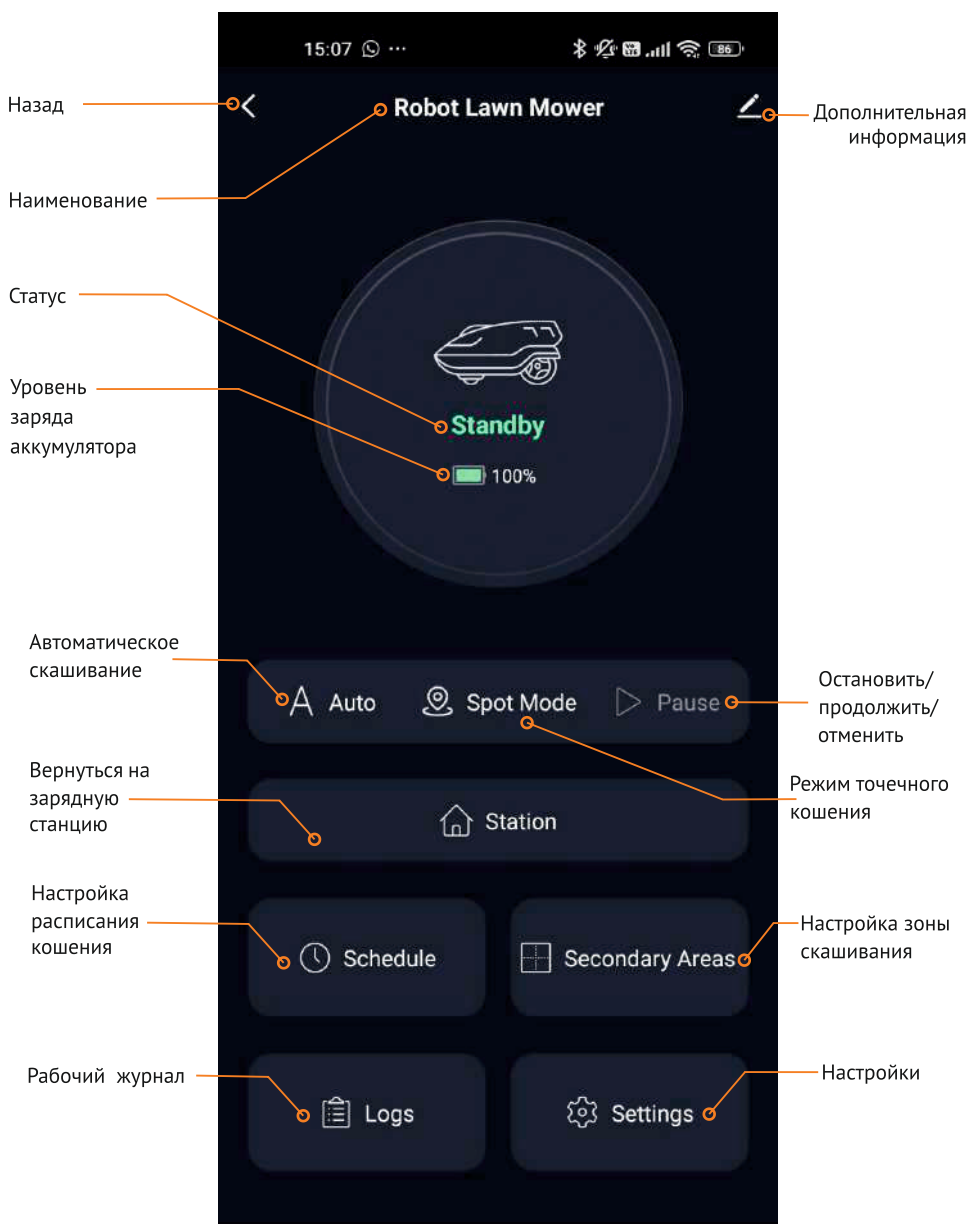 15:07
86
Назад
Robot Lawn Mower
Дополнительная
информация
Наименование
Статус
Уровень
заряда
аккумулятора
Standby
100%
Автоматическое
скашивание
Auto
Spot Mode
Pause
Остановить/
продолжить/
отменить
Вернуться на
зарядную
станцию
Station
Режим точечного
кошения
Настройка
расписания
кошения
Schedule
Secondary Areas
Настройка зоны
скашивания
Рабочий журнал
Logs
Settings
Настройки